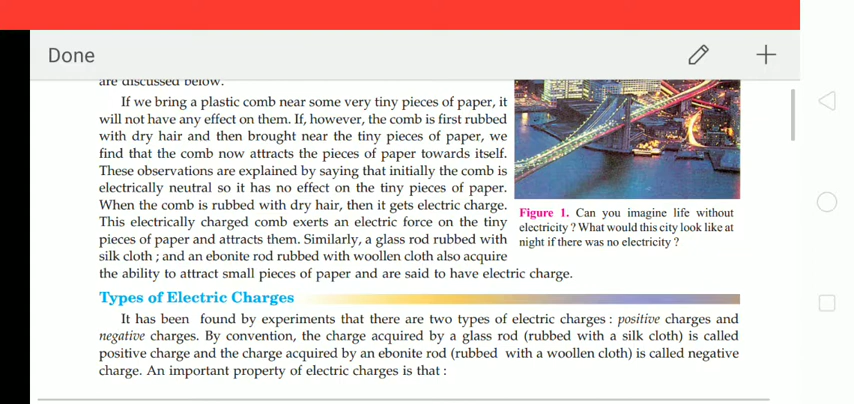 Done
are discussed below.
If we bring a plastic comb near some very tiny pieces of paper, it
will not have any effect on them. If, however, the comb is first rubbed
with dry hair and then brought near the tiny pieces of paper, we
find that the comb now attracts the pieces of paper towards itself.
These observations are explained by saying that initially the comb is
electrically neutral so it has no effect on the tiny pieces of paper.
When the comb is rubbed with dry hair, then it gets electric charge.
This electrically charged comb exerts an electric force on the tiny
pieces of paper and attracts them. Similarly, a glass rod rubbed with
silk cloth ; and an ebonite rod rubbed with woollen cloth also acquire
the ability to attract small pieces of paper and are said to have electric charge.
Figure 1. Can you imagine life without
electricity ? What would this city look like at
night if there was no electricity ?
Types of Electric Charges
It has been found by experiments that there are two types of electric charges : positive charges and
negative charges. By convention, the charge acquired by a glass rod (rubbed with a silk cloth) is called
positive charge and the charge acquired by an ebonite rod (rubbed with a woollen cloth) is called negative
charge. An important property of electric charges is that :